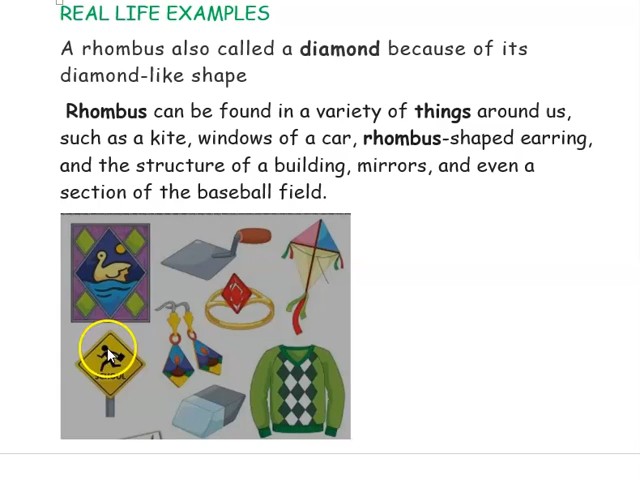 REAL LIFE EXAMPLES
A rhombus also called a diamond because of its
diamond-like shape
Rhombus can be found in a variety of things around us,
such as a kite, windows of a car, rhombus-shaped earring,
and the structure of a building, mirrors, and even a
section of the baseball field.
SCHOOL